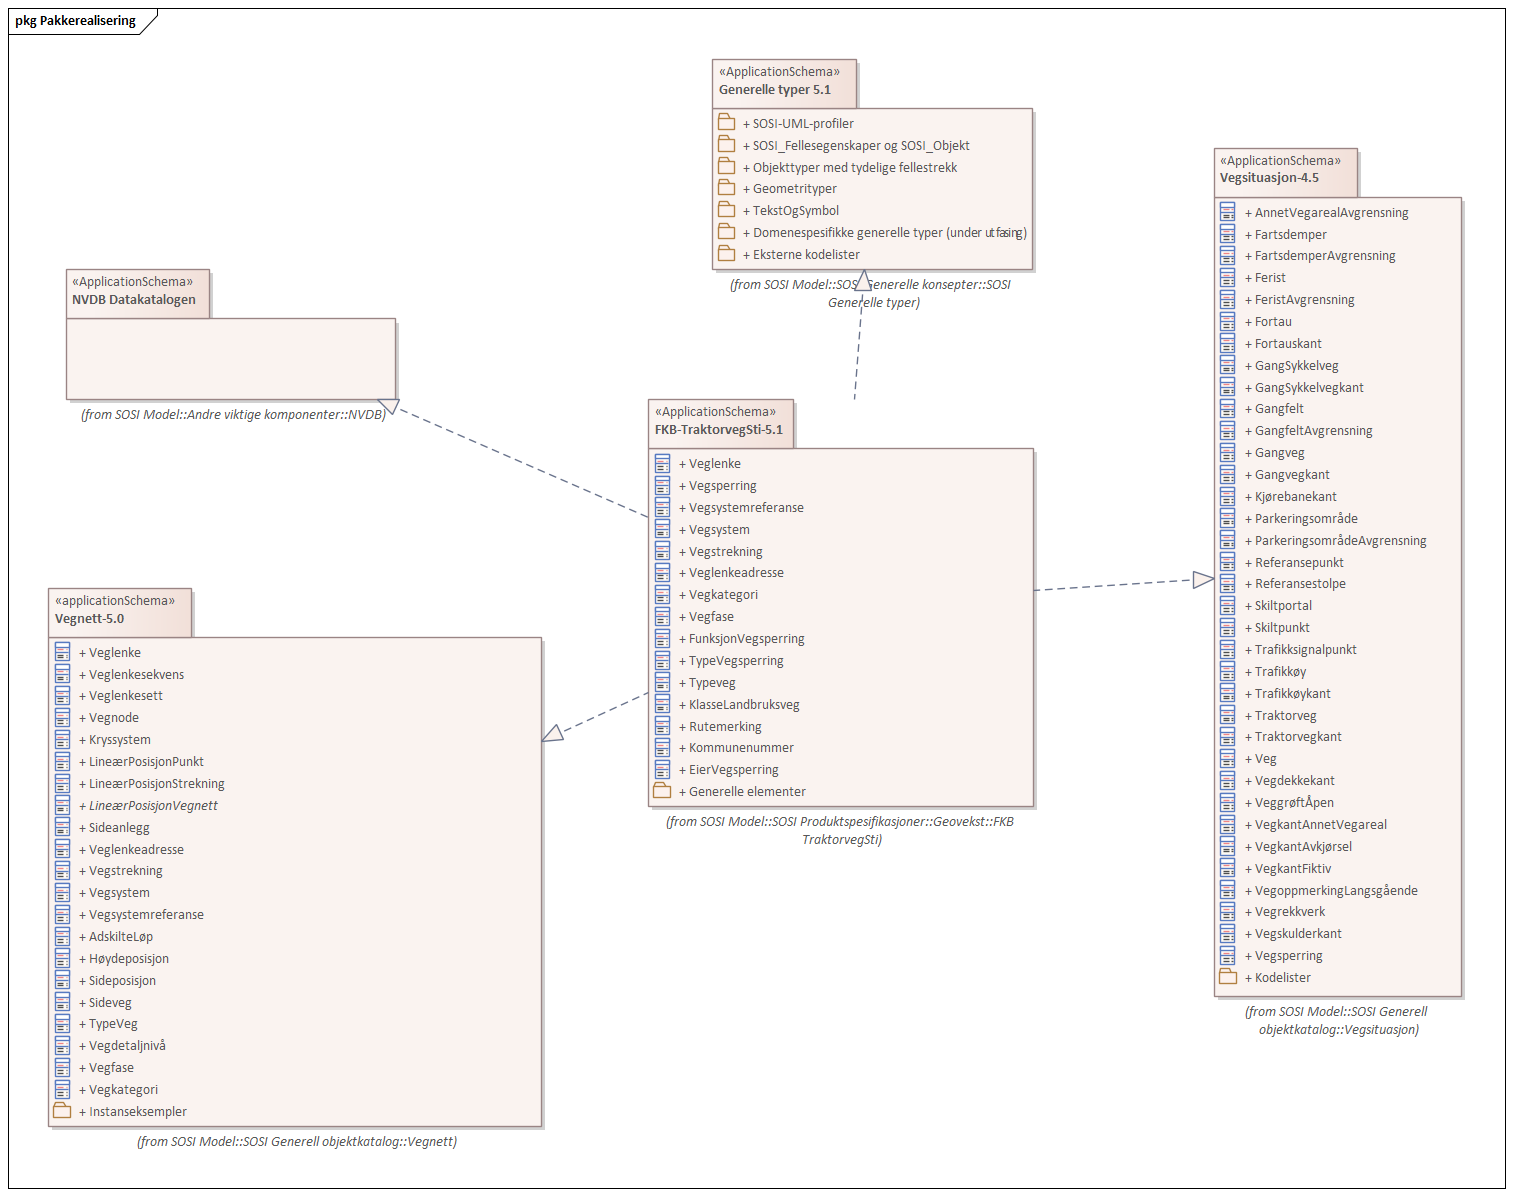 pkg Pakkerealisering
«ApplicationSchema»
Generelle typer 5.1
+ SOSI-UML-profiler
+ SOSI_Fellesegenskaper og SOSI_Objekt
+ Objekttyper med tydelige fellestrekk
+ Geometrityper
+ TekstOgSymbol
+ Domenespesifikke generelle typer (under utfasing)
+ Eksterne kodelister
(from SOSI Model::SOSI Generelle konsepter::SOSI
Generelle typer)
«ApplicationSchema»
NVDB Datakatalogen
(from SOSI Model::Andre viktige komponenter::NVDB)
«ApplicationSchema»
FKB-TraktorvegSti-5.1
+ Veglenke
+ Vegsperring
+ Vegsystemreferanse
+ Vegsystem
+ Vegstrekning
+ Veglenkeadresse
+ Vegkategori
+ Vegfase
+ FunksjonVegsperring
+ TypeVegsperring
+ Typeveg
+ KlasseLandbruksveg
+ Rutemerking
+ Kommunenummer
+ EierVegsperring
+ Generelle elementer
(from SOSI Model::SOSI Produktspesifikasjoner::Geovekst::FKB
TraktorvegSti)
«applicationSchema»
Vegnett-5.0
+ Veglenke
+ Veglenkesekvens
+ Veglenkesett
+ Vegnode
+ Kryssystem
+ LineærPosisjonPunkt
+ LineærPosisjonStrekning
+ LineærPosisjonVegnett
+ Sideanlegg
+ Veglenkeadresse
+ Vegstrekning
+ Vegsystem
+ Vegsystemreferanse
+ AdskilteLøp
+ Høydeposisjon
+ Sideposisjon
+ Sideveg
+ TypeVeg
+ Vegdetaljnivå
+ Vegfase
+ Vegkategori
+ Instanseksempler
(from SOSI Model::SOSI Generell objektkatalog::Vegnett)
«ApplicationSchema»
Vegsituasjon-4.5
+ AnnetVegarealAvgrensning
+ Fartsdemper
+ FartsdemperAvgrensning
+ Ferist
+ FeristAvgrensning
+ Fortau
+ Fortauskant
+ GangSykkelveg
+ GangSykkelvegkant
+ Gangfelt
+ GangfeltAvgrensning
+ Gangveg
+ Gangvegkant
+ Kjørebanekant
+ Parkeringsområde
+ ParkeringsområdeAvgrensning
+ Referansepunkt
+ Referansestolpe
+ Skiltportal
+ Skiltpunkt
+ Trafikksignalpunkt
+ Trafikkøy
+ Trafikkøykant
+ Traktorveg
+ Traktorvegkant
+ Veg
+ Vegdekkekant
+ VeggrøftÅpen
+ VegkantAnnetVegareal
+ VegkantAvkjørsel
+ VegkantFiktiv
+ VegoppmerkingLangsgående
+ Vegrekkverk
+ Vegskulderkant
+ Vegsperring
+ Kodelister
(from SOSI Model::SOSI Generell
objektkatalog::Vegsituasjon)